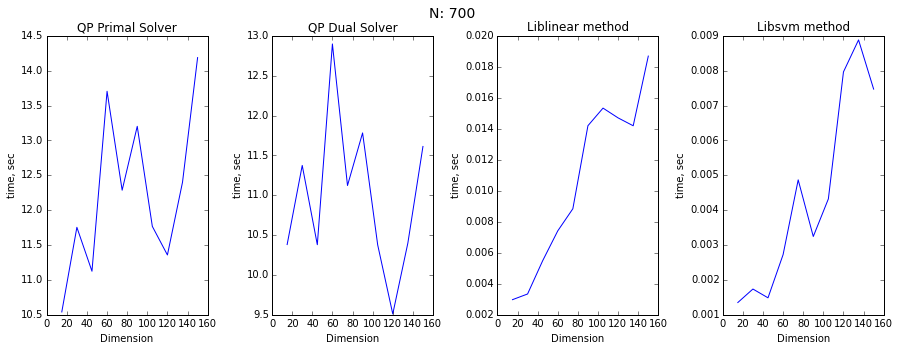 N: 700
QP Primal Solver
14.5
14.0
13.5
13.0
12.5
12.0
11.5
11.0
10.5
time, sec
0 20 40 60 80 100 120 140 160
Dimension
QP Dual Solver
13.0
12.5
12.0
11.5
11.0
10.5
10.0
9.5
time, sec
0 20 40 60 80 100 120 140 160
Dimension
Liblinear method
0.020
0.018
0.016
0.014
0.012
0.010
0.008
0.006
0.004
0.002
time, sec
0 20 40 60 80 100 120 140 160
Dimension
Libsvm method
0.009
0.008
0.007
0.006
0.005
0.004
0.003
0.002
0.001
time, sec
0 20 40 60 80 100 120 140 160
Dimension